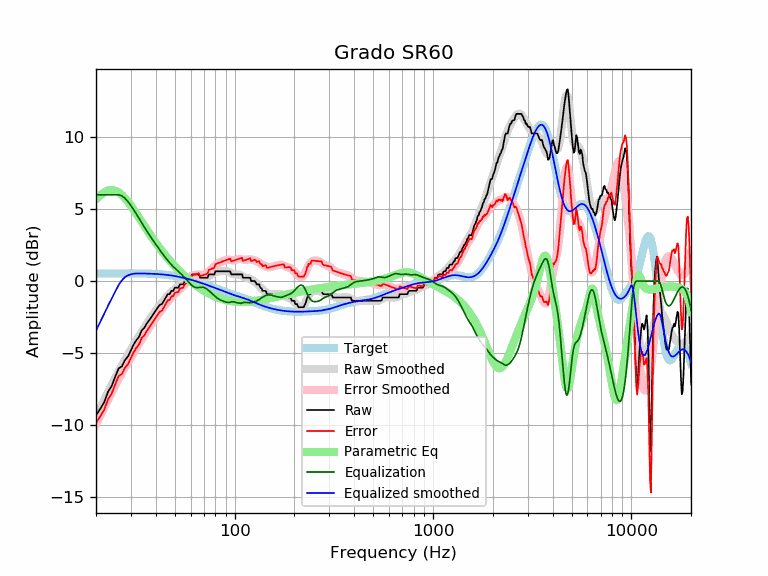 Grado SR60
Amplitude (dBr)
10
5
0
−5
−10
−15
100
1000
10000
Frequency (Hz)
Target
Raw Smoothed
Error Smoothed
Raw
Error
Parametric Eq
Equalization
Equalized smoothed